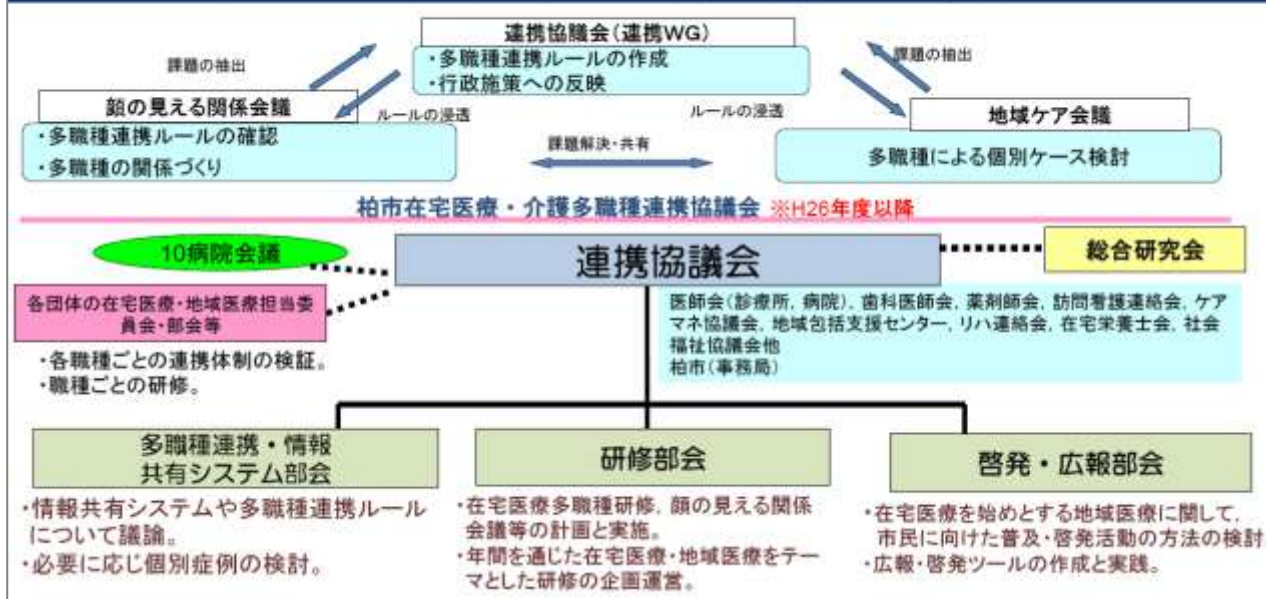 連携協議会(連携WG)
・多職種連携ルールの作成
・行政施策への反映
課題の抽出
課題の抽出
顔の見える関係会議
・多職種連携ルールの確認
・多職種の関係づくり
ルールの浸透
ルールの浸透
課題解決・共有
地域ケア会議
多職種による個別ケース検討
柏市在宅医療・介護多職種連携協議会 ※H26年度以降
10病院会議
連携協議会
総合研究会
各団体の在宅医療・地域医療担当委
員会・部会等
・各職種ごとの連携体制の検証。
・職種ごとの研修。
医師会(診療所,病院),歯科医師会,薬剤師会,訪問看護連絡会,ケア
マネ協議会,地域包括支援センター,リハ連絡会,在宅栄養士会,社会
福祉協議会他
柏市(事務局)
多職種連携・情報
共有システム部会
・情報共有システムや多職種連携ルール
について議論。
・必要に応じ個別症例の検討。
研修部会
・在宅医療多職種研修,顔の見える関係
会議等の計画と実施。
・年間を通じた在宅医療・地域医療をテー
マとした研修の企画運営。
啓発・広報部会
・在宅医療を始めとする地域医療に関して,
市民に向けた普及・啓発活動の方法の検討
・広報・啓発ツールの作成と実践。